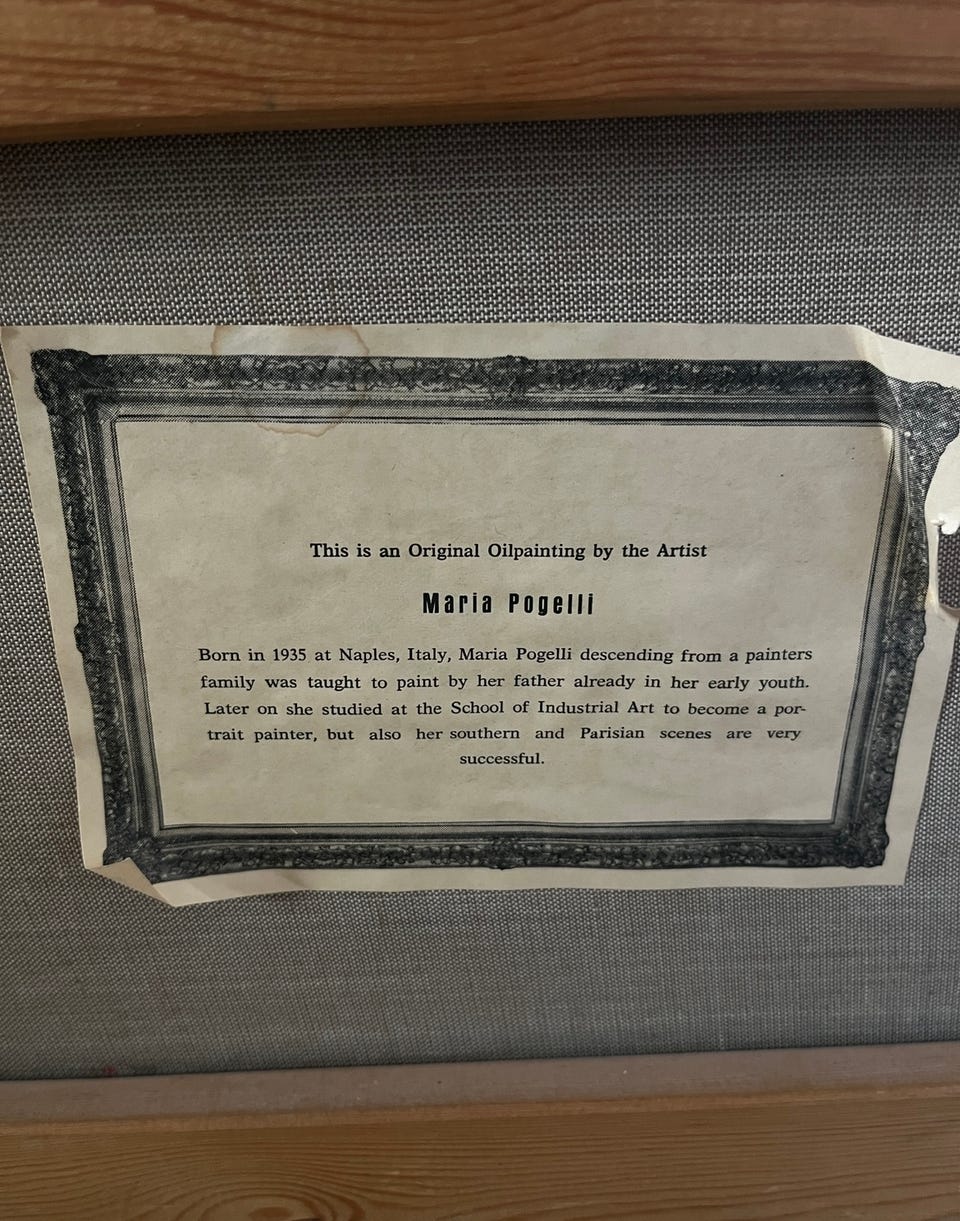 This is an Original Oilpainting by the Artist
Maria Pogelli
Born in 1935 at Naples, Italy, Maria Pogelli descending from a painters
family was taught to paint by her father already in her early youth.
Later on she studied at the School of Industrial Art to become a por-
trait painter, but also her southern and Parisian scenes are very
successful.